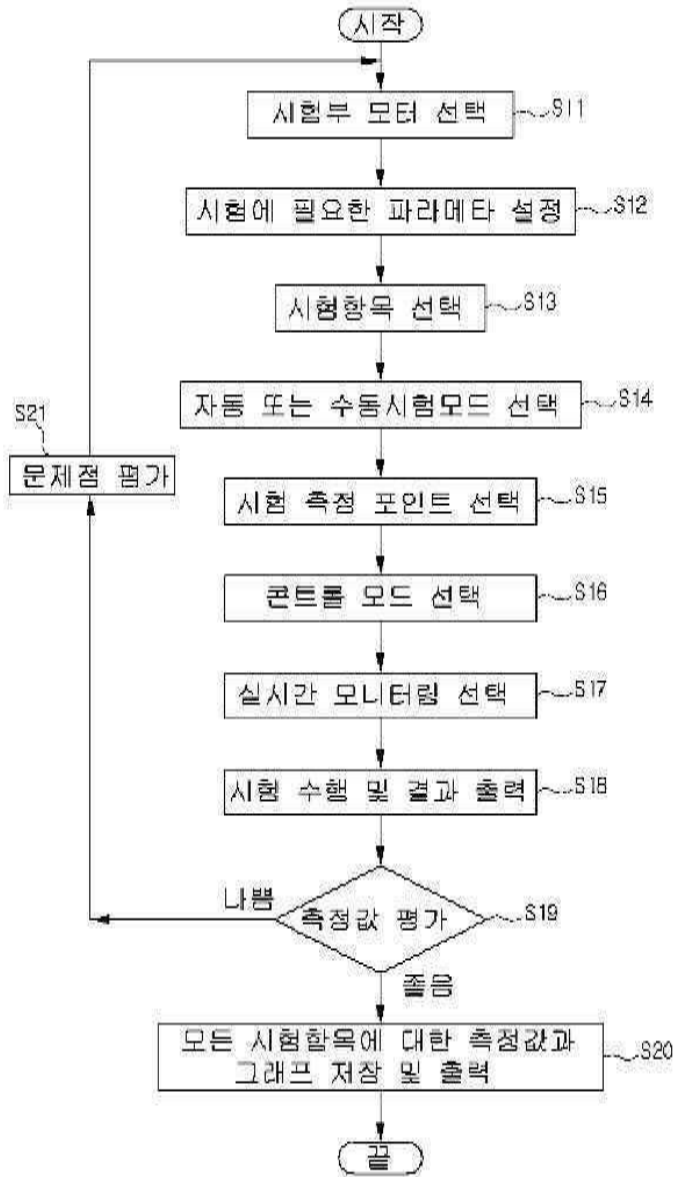 시작
시험부 모터 선택
S11
시험에 필요한 파라메타 설정
S12
시험항목 선택
S13
자동 또는 수동시험모드 선택
S14
S21
문제점 평가
시험 측정 포인트 선택
S15
콘트롤 모드 선택
S16
실시간 모니터링 선택
S17
시험 수행 및 결과 출력
S18
나쁨
측정값 평가
S19
좋음
모든 시험항목에 대한 측정값과
그래프 저장 및 출력
S20
끝